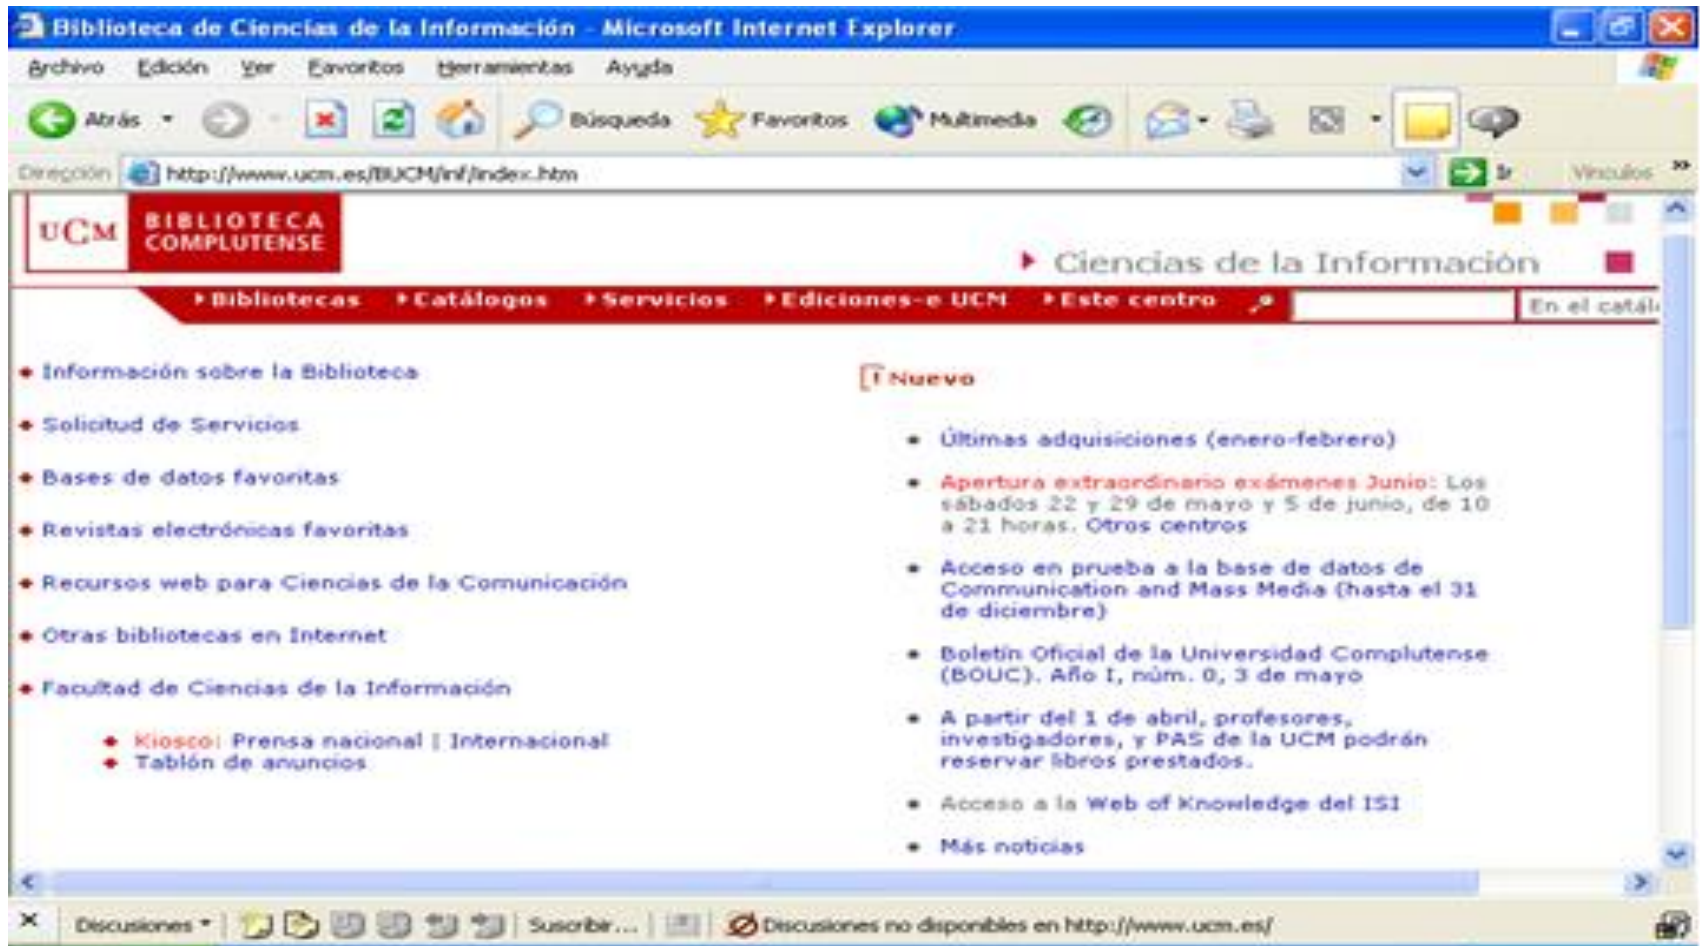 Biblioteca de Ciencias de la Información - Microsoft Internet Explorer
Archivo Edición Ver Favoritos Herramientas Ayuda
Atrás Búsqueda Favoritos Multimedia
Dirección http://www.ucm.es/BUCM/inf/index.htm Ir Vínculos »
UCM BIBLIOTECA
COMPLUTENSE
Ciencias de la Información
Bibliotecas Catálogos Servicios Ediciones-e UCM Este centro En el catál
Información sobre la Biblioteca
Solicitud de Servicios
Bases de datos favoritas
Revistas electrónicas favoritas
Recursos web para Ciencias de la Comunicación
Otras bibliotecas en Internet
Facultad de Ciencias de la Información
Kiosco: Prensa nacional | Internacional
Tablón de anuncios
! Nuevo
Últimas adquisiciones (enero-febrero)
Apertura extraordinario exámenes Junio: Los
sábados 22 y 29 de mayo y 5 de junio, de 10
a 21 horas. Otros centros
Acceso en prueba a la base de datos de
Communication and Mass Media (hasta el 31
de diciembre)
Boletín Oficial de la Universidad Complutense
(BOUC). Año I, núm. 0, 3 de mayo
A partir del 1 de abril, profesores,
investigadores, y PAS de la UCM podrán
reservar libros prestados.
Acceso a la Web of Knowledge del ISI
Más noticias
Discusiones Suscribir... Discusiones no disponibles en http://www.ucm.es/